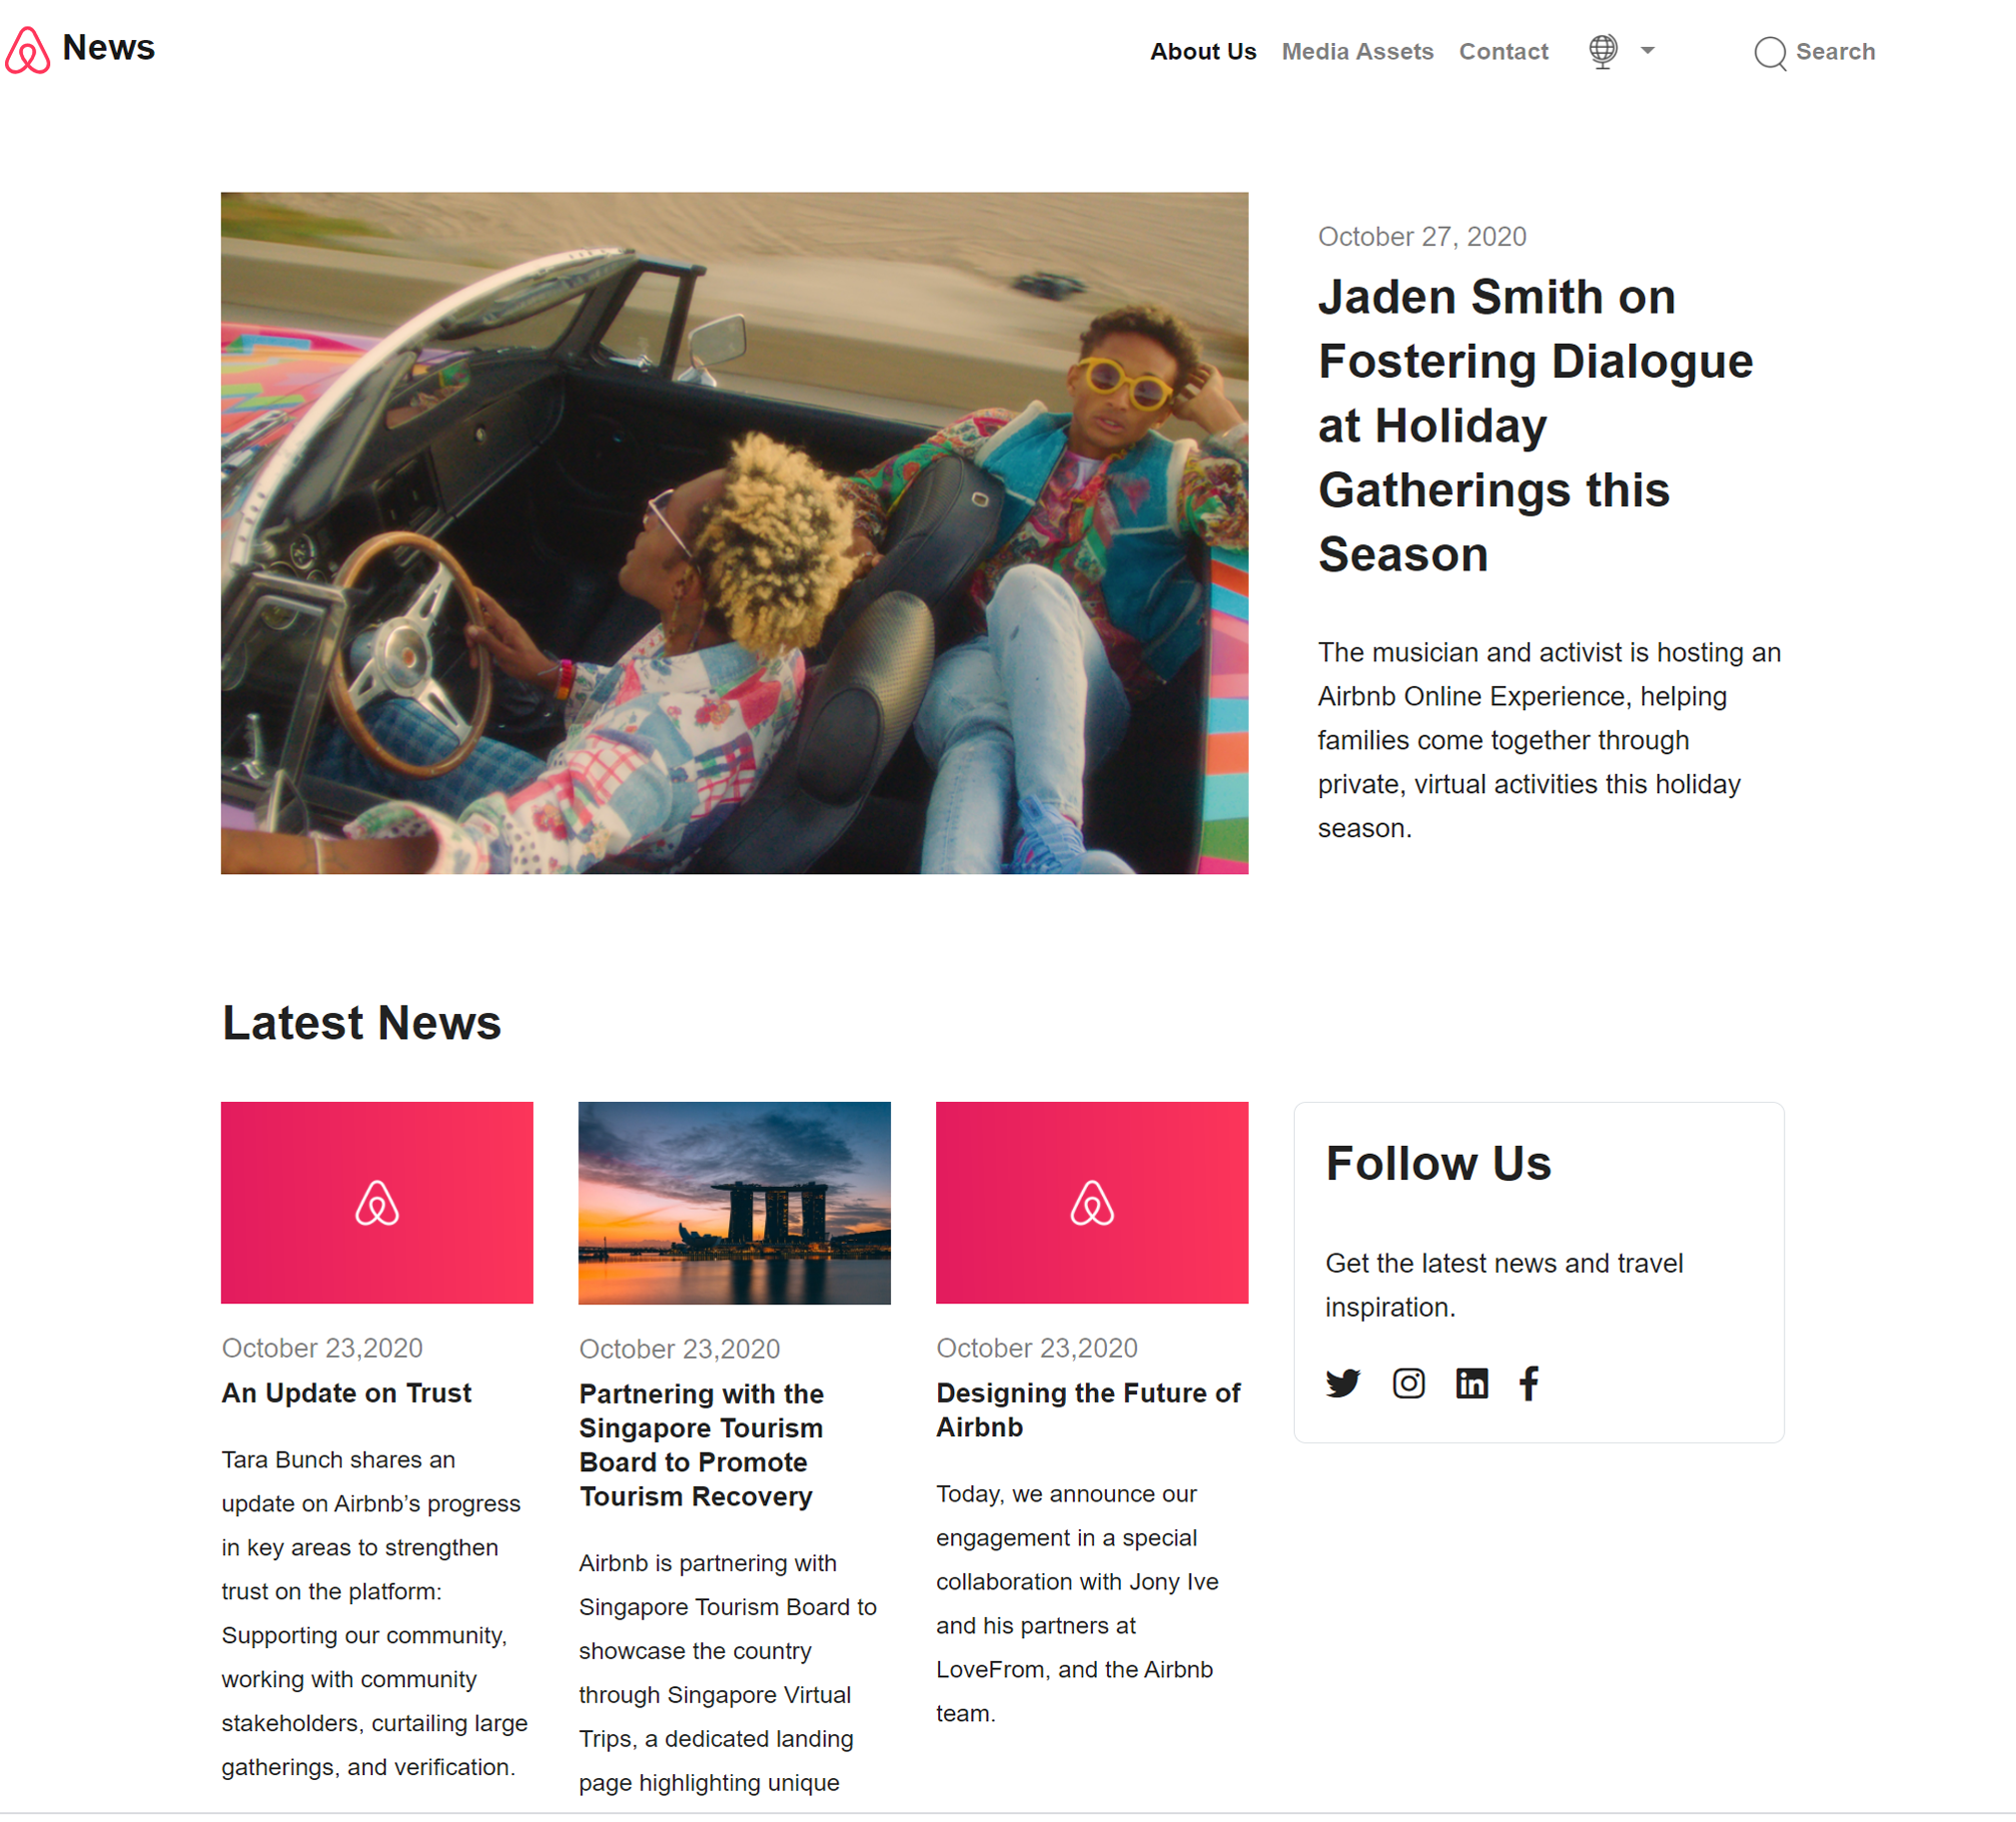 News
About Us
Media Assets
Contact
Search
October 27, 2020
Jaden Smith on
Fostering Dialogue
at Holiday
Gatherings this
Season
The musician and activist is hosting an
Airbnb Online Experience, helping
families come together through
private, virtual activities this holiday
season.
Latest News
October 23,2020
An Update on Trust
Tara Bunch shares an
update on Airbnb’s progress
in key areas to strengthen
trust on the platform:
Supporting our community,
working with community
stakeholders, curtailing large
gatherings, and verification.
October 23,2020
Partnering with the
Singapore Tourism
Board to Promote
Tourism Recovery
Airbnb is partnering with
Singapore Tourism Board to
showcase the country
through Singapore Virtual
Trips, a dedicated landing
page highlighting unique
October 23,2020
Designing the Future of
Airbnb
Today, we announce our
engagement in a special
collaboration with Jony Ive
and his partners at
LoveFrom, and the Airbnb
team.
Follow Us
Get the latest news and travel
inspiration.